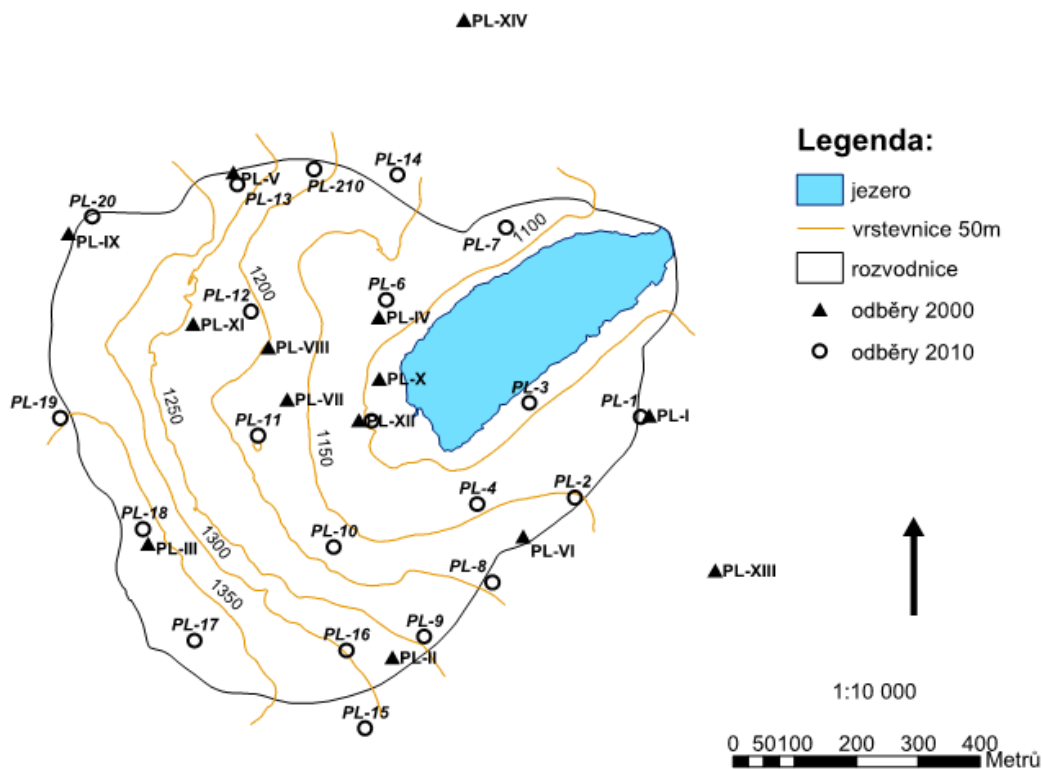 PL-XIV
Legenda:
jezero
vrstevnice 50m
rozvodnice
odběry 2000
odběry 2010
PL-14
PL-V
PL-210
PL-13
PL-20
PL-IX
PL-7
1100
1200
PL-12
PL-6
PL-IV
PL-XI
PL-VIII
PL-X
PL-3
PL-VII
PL-19
1250
PL-11
PL-XII
PL-1
PL-I
1150
PL-4
PL-2
PL-18
PL-III
1300
PL-10
PL-VI
PL-8
PL-XIII
1350
PL-17
PL-16
PL-9
PL-II
PL-15
1:10 000
0 50100 200 300 400
Metrů